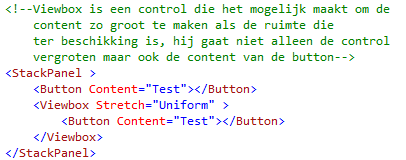 <!--Viewbox is een control die het mogelijk maakt om de
content zo groot te maken als de ruimte die
ter beschikking is, hij gaat niet alleen de control
vergroten maar ook de content van de button-->
<StackPanel >
<Button Content="Test"></Button>
<Viewbox Stretch="Uniform" >
<Button Content="Test"></Button>
</Viewbox>
</StackPanel>